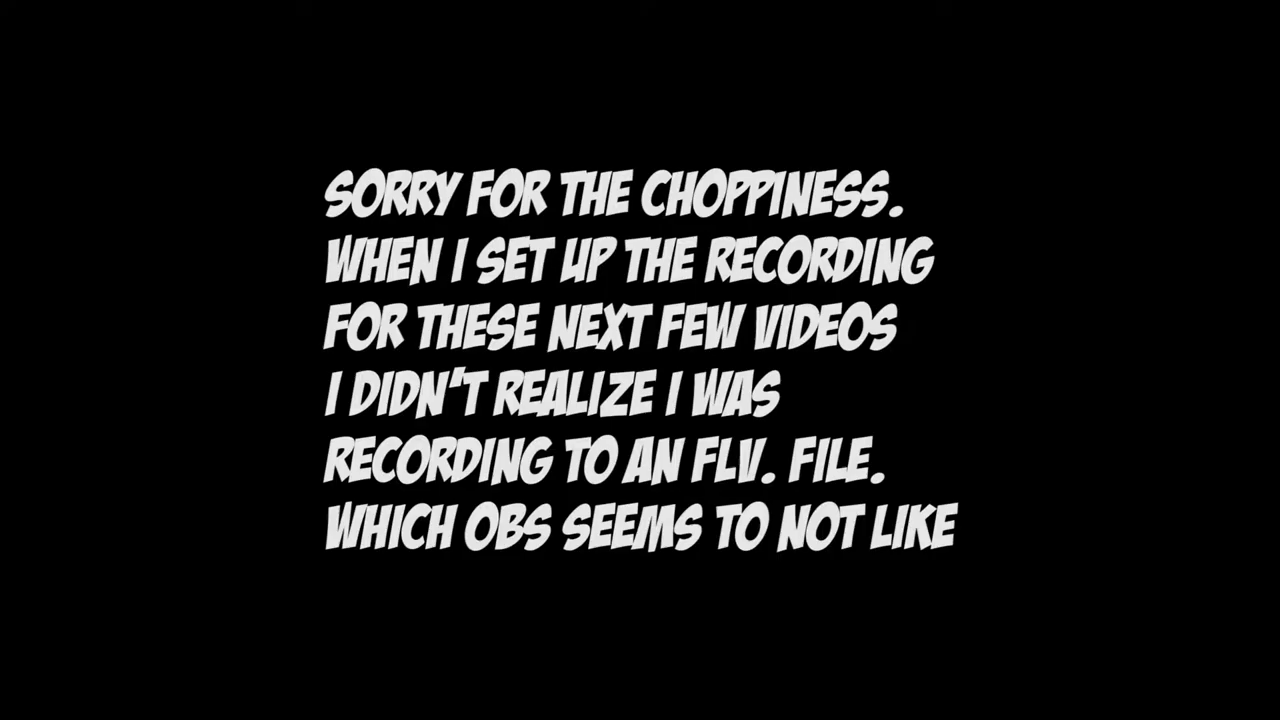 SORRY FOR THE CHOPPINESS.
WHEN I SET UP THE RECORDING
FOR THESE NEXT FEW VIDEOS
I DIDN'T REALIZE I WAS
RECORDING TO AN FLV. FILE.
WHICH OBS SEEMS TO NOT LIKE